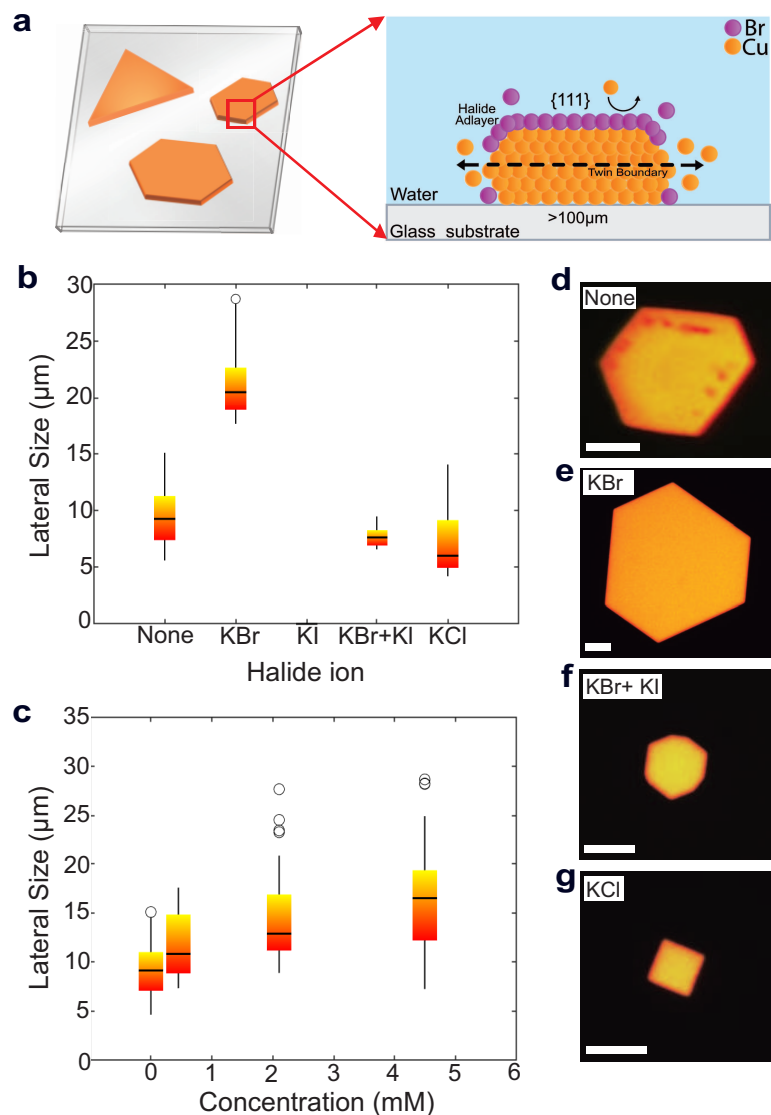 a
Br
Cu
{111}
Halide
Adlayer
Twin Boundary
Water
>100µm
Glass substrate
b
30
25
20
15
10
5
0
Lateral Size (µm)
None KBr KI KBr+KI KCl
Halide ion
c
35
30
25
20
15
10
5
0
Lateral Size (µm)
0 1 2 3 4 5 6
Concentration (mM)
d
None
e
KBr
f
KBr+ KI
g
KCl